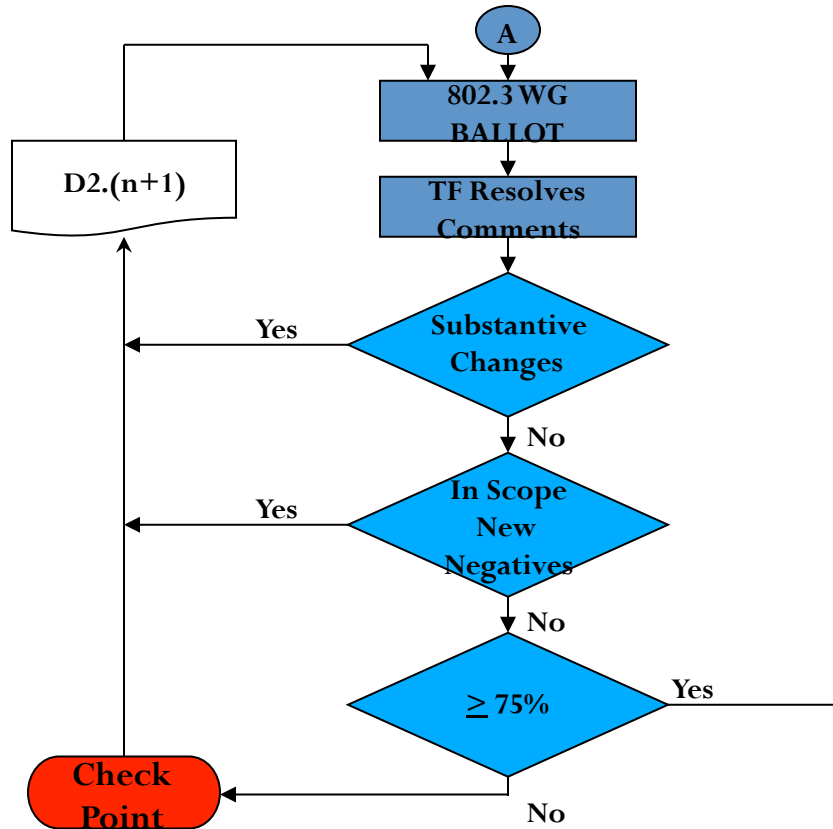 A
802.3 WG
BALLOT
D2.(n+1)
TF Resolves
Comments
Substantive
Changes
Yes
No
In Scope
New
Negatives
Yes
No
≥ 75%
Yes
Check
Point
No